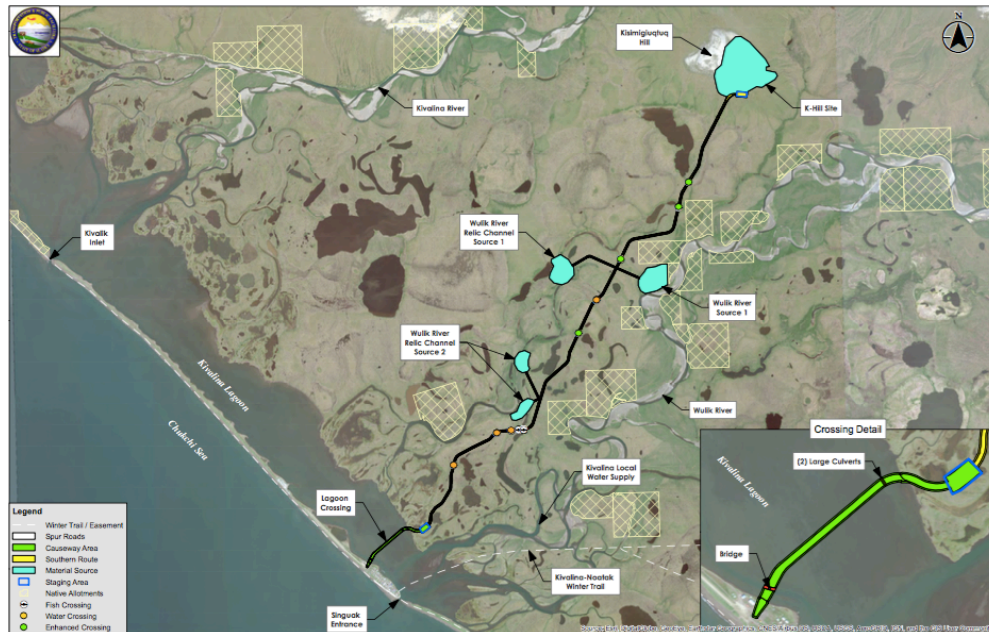 Kisimigiuqtuq
Hill
N
K-Hill Site
Kivalina River
Kivalik
Inlet
Wulik River
Relic Channel
Source 1
Wulik River
Source 1
Wulik River
Relic Channel
Source 2
Wulik River
Kivalina Lagoon
Chukchi Sea
Lagoon
Crossing
Kivalina Local
Water Supply
Kivalina-Noatak
Winter Trail
Singuak
Entrance
Legend
Winter Trail / Easement
Spur Roads
Causeway Area
Southern Route
Staging Area
Material Source
Native Allotments
Fish Crossing
Water Crossing
Enhanced Crossing
Crossing Detail
(2) Large Culverts
Kivalina Lagoon
Bridge